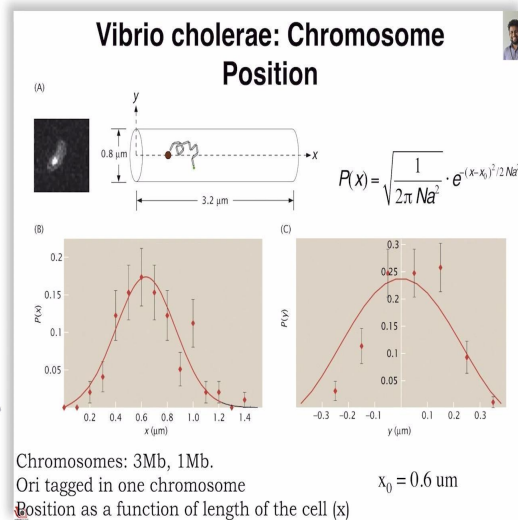 Vibrio cholerae: Chromosome
Position
(A)
y
0.8 μm
x
3.2 μm
P(x) = √(1 / 2π Na²) · e^(-(x-x₀)²/2 Na²)
(B)
(C)
P(x)
0.2
0.15
0.1
0.05
0.2 0.4 0.6 0.8 1.0 1.2
x (μm)
P(y)
0.3
0.25
0.2
0.15
0.1
0.05
−0.3 −0.2 −0.1 0.1 0.2 0.3
y (μm)
Chromosomes: 3Mb, 1Mb.
Ori tagged in one chromosome
Position as a function of length of the cell (x)
x₀ = 0.6 um